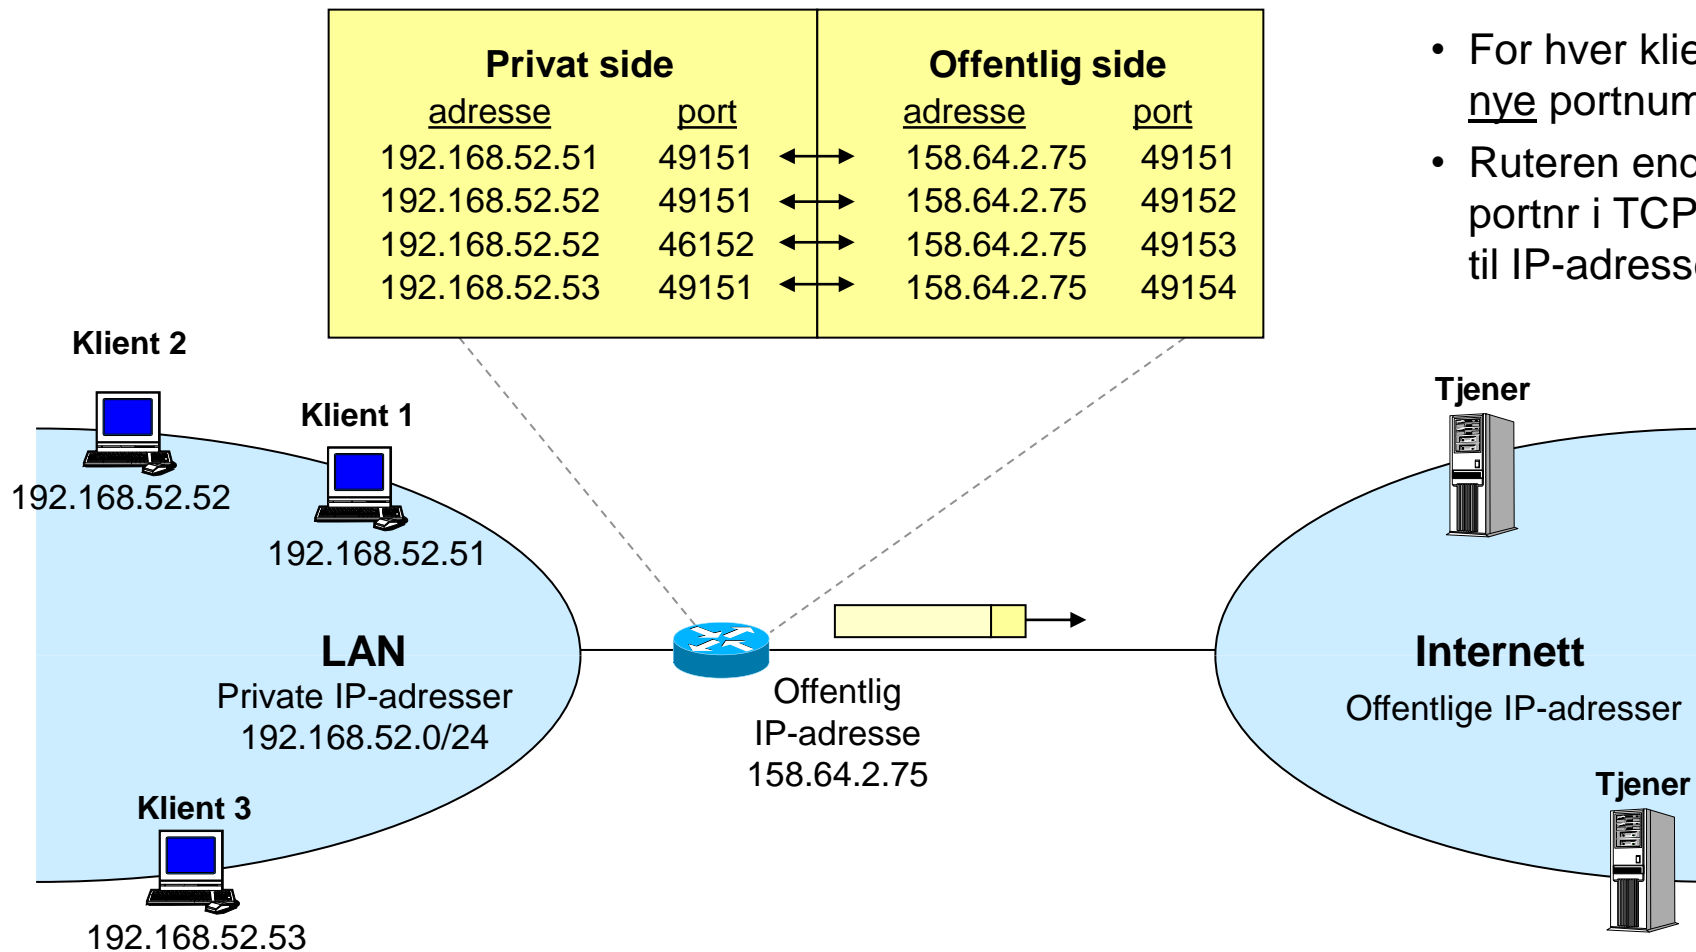 Privat side Offentlig side
adresse port adresse port
192.168.52.51 49151 158.64.2.75 49151
192.168.52.52 49151 158.64.2.75 49152
192.168.52.52 46152 158.64.2.75 49153
192.168.52.53 49151 158.64.2.75 49154
• For hver
nye
• Ruteren
portnr i TCP
til
Klient 2
192.168.52.52
Klient 1
192.168.52.51
LAN
Private IP-adresser
192.168.52.0/24
Klient 3
192.168.52.53
Offentlig
IP-adresse
158.64.2.75
Tjener
Internett
Offentlige IP-adresser
Tjener